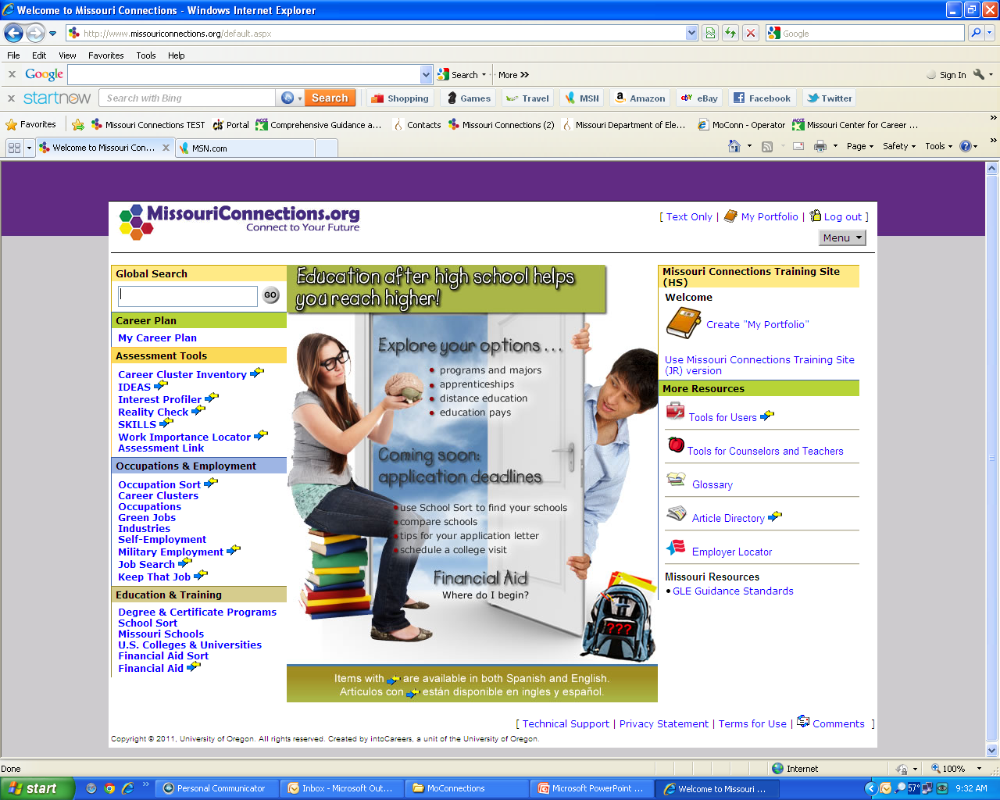 Welcome to Missouri Connections - Windows Internet Explorer
http://www.missouriconnections.org/default.aspx
Google
File Edit View Favorites Tools Help
x Google Search More >> Sign In
x startnow Search with Bing Search Shopping Games Travel MSN Amazon eBay Facebook Twitter
Favorites Missouri Connections TEST Portal Comprehensive Guidance a... Contacts Missouri Connections (2) Missouri Department of Ele... MoConn - Operator Missouri Center for Career ...
Welcome to Missouri Con... MSN.com Page Safety Tools
MissouriConnections.org
Connect to Your Future
[ Text Only | My Portfolio | Log out ]
Menu
Global Search
GO
Career Plan
My Career Plan
Assessment Tools
Career Cluster Inventory
IDEAS
Interest Profiler
Reality Check
SKILLS
Work Importance Locator
Assessment Link
Occupations & Employment
Occupation Sort
Career Clusters
Occupations
Green Jobs
Industries
Self-Employment
Military Employment
Job Search
Keep That Job
Education & Training
Degree & Certificate Programs
School Sort
Missouri Schools
U.S. Colleges & Universities
Financial Aid Sort
Financial Aid
Education after high school helps
you reach higher!
Explore your options ...
• programs and majors
• apprenticeships
• distance education
• education pays
Coming soon:
application deadlines
• use School Sort to find your schools
• compare schools
• tips for your application letter
• schedule a college visit
Financial Aid
Where do I begin?
???
Items with are available in both Spanish and English.
Artículos con están disponible en ingles y español.
Missouri Connections Training Site
(HS)
Welcome
Create "My Portfolio"
Use Missouri Connections Training Site
(JR) version
More Resources
Tools for Users
Tools for Counselors and Teachers
Glossary
Article Directory
Employer Locator
Missouri Resources
• GLE Guidance Standards
[ Technical Support | Privacy Statement | Terms for Use | Comments ]
Copyright © 2011, University of Oregon. All rights reserved. Created by intoCareers, a unit of the University of Oregon.
Done Internet 100%
start Personal Communicator Inbox - Microsoft Out... MoConnections Microsoft PowerPoint ... Welcome to Missouri ... 57° 9:32 AM